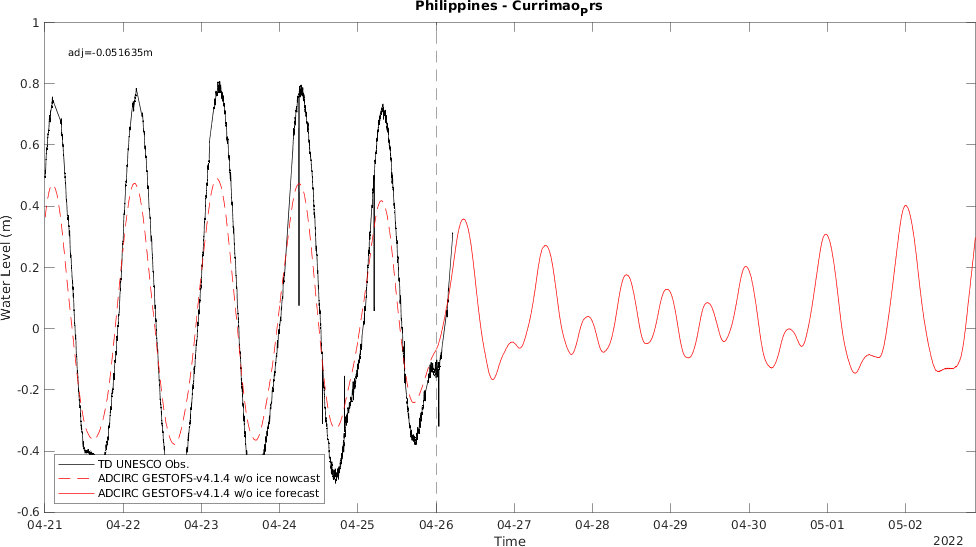 Philippines - Currimaoprs
1
adj=-0.051635m
0.8
0.6
0.4
0.2
0
-0.2
-0.4
-0.6
Water Level (m)
TD UNESCO Obs.
ADCIRC GESTOFS-v4.1.4 w/o ice nowcast
ADCIRC GESTOFS-v4.1.4 w/o ice forecast
04-21 04-22 04-23 04-24 04-25 04-26 04-27 04-28 04-29 04-30 05-01 05-02
Time
2022